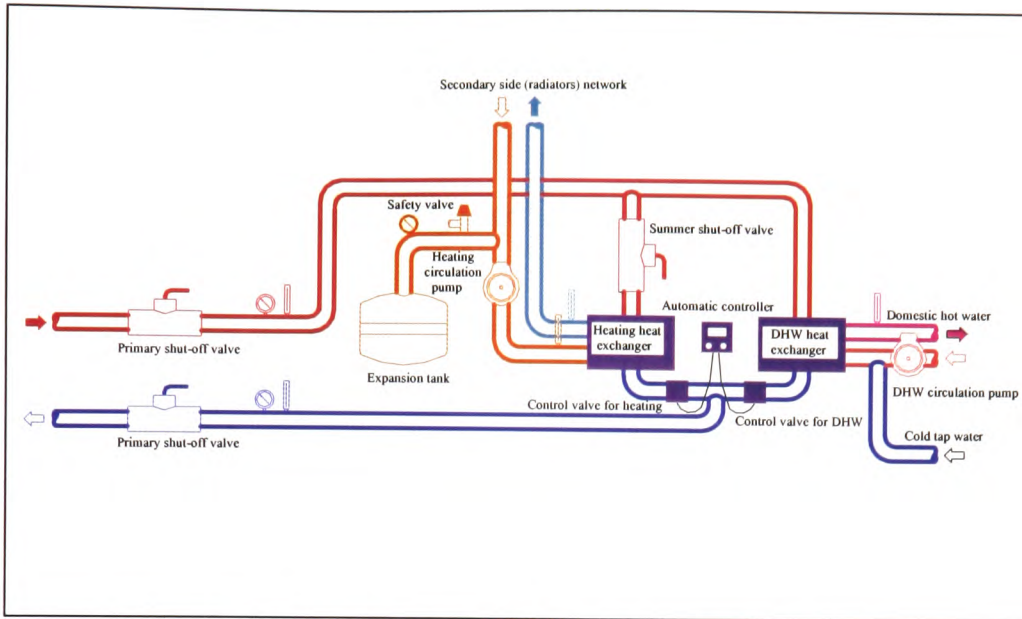 Secondary side (radiators) network
Safety valve
Summer shut-off valve
Heating
circulation
pump
Automatic controller
Domestic hot water
Heating heat
exchanger
DHW heat
exchanger
Primary shut-off valve
Expansion tank
DHW circulation pump
Control valve for heating
Control valve for DHW
Primary shut-off valve
Cold tap water